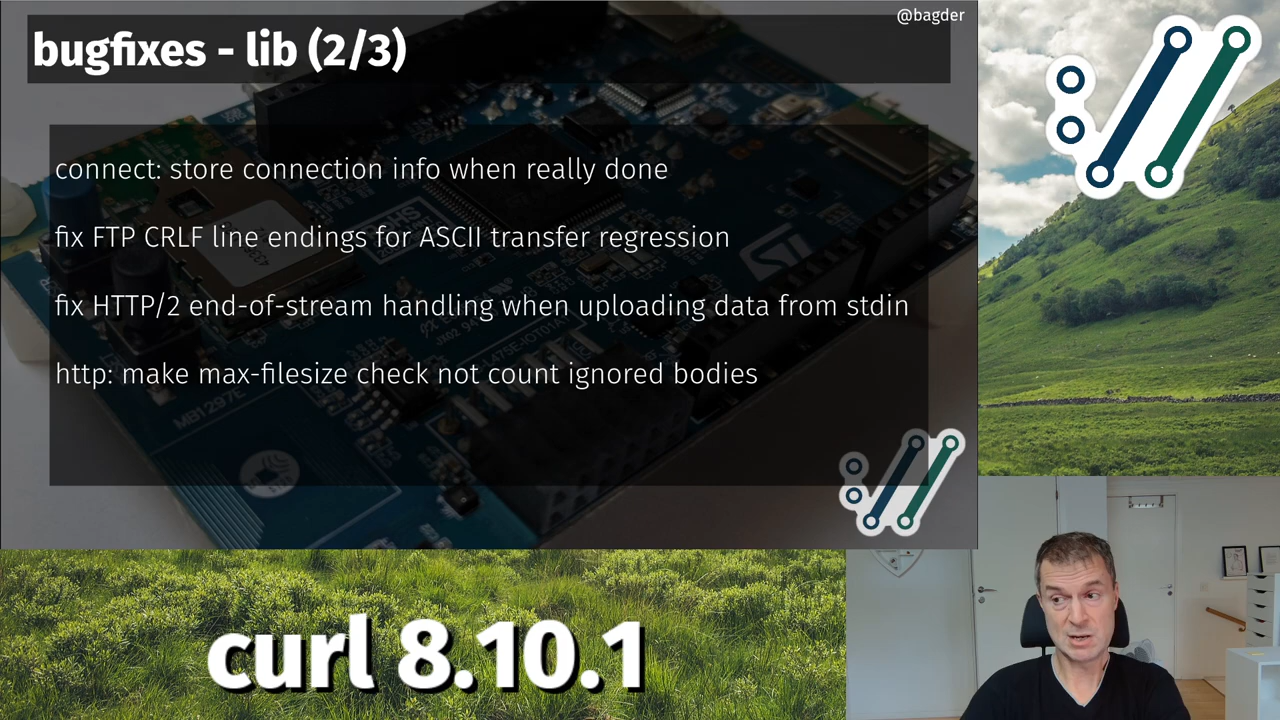 @bagder
bugfixes - lib (2/3)
connect: store connection info when really done
fix FTP CRLF line endings for ASCII transfer regression
fix HTTP/2 end-of-stream handling when uploading data from stdin
http: make max-filesize check not count ignored bodies
MB1297E
curl 8.10.1